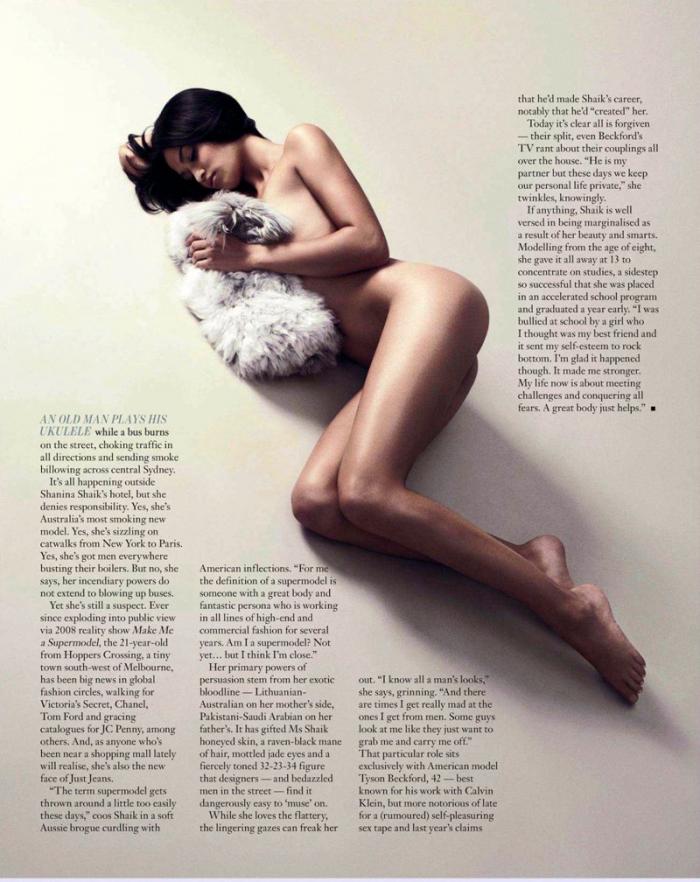 AN OLD MAN PLAYS HIS
UKULELE while a bus burns
on the street, choking traffic in
all directions and sending smoke
billowing across central Sydney.
It's all happening outside
Shanina Shaik's hotel, but she
denies responsibility. Yes, she's
Australia's most smoking new
model. Yes, she's sizzling on
catwalks from New York to Paris.
Yes, she's got men everywhere
busting their boilers. But no, she
says, her incendiary powers do
not extend to blowing up buses.
Yet she's still a suspect. Ever
since exploding into public view
via 2008 reality show Make Me
a Supermodel, the 21-year-old
from Hoppers Crossing, a tiny
town south-west of Melbourne,
has been big news in global
fashion circles, walking for
Victoria's Secret, Chanel,
Tom Ford and gracing
catalogues for JC Penny, among
others. And, as anyone who's
been near a shopping mall lately
will realise, she's also the new
face of Just Jeans.
"The term supermodel gets
thrown around a little too easily
these days," coos Shaik in a soft
Aussie brogue curdling with
American inflections. "For me
the definition of a supermodel is
someone with a great body and
fantastic persona who is working
in all lines of high-end and
commercial fashion for several
years. Am I a supermodel? Not
yet… but I think I'm close."
Her primary powers of
persuasion stem from her exotic
bloodline — Lithuanian-
Australian on her mother's side,
Pakistani-Saudi Arabian on her
father's. It has gifted Ms Shaik
honeyed skin, a raven-black mane
of hair, mottled jade eyes and a
fiercely toned 32-23-34 figure
that designers — and bedazzled
men in the street — find it
dangerously easy to 'muse' on.
While she loves the flattery,
the lingering gazes can freak her
out. "I know all a man's looks,"
she says, grinning. "And there
are times I get really mad at the
ones I get from men. Some guys
look at me like they just want to
grab me and carry me off."
That particular role sits
exclusively with American model
Tyson Beckford, 42 — best
known for his work with Calvin
Klein, but more notorious of late
for a (rumoured) self-pleasuring
sex tape and last year's claims
that he'd made Shaik's career,
notably that he'd "created" her.
Today it's clear all is forgiven
— their split, even Beckford's
TV rant about their couplings all
over the house. "He is my
partner but these days we keep
our personal life private," she
twinkles, knowingly.
If anything, Shaik is well
versed in being marginalised as
a result of her beauty and smarts.
Modelling from the age of eight,
she gave it all away at 13 to
concentrate on studies, a sidestep
so successful that she was placed
in an accelerated school program
and graduated a year early. "I was
bullied at school by a girl who
I thought was my best friend and
it sent my self-esteem to rock
bottom. I'm glad it happened
though. It made me stronger.
My life now is about meeting
challenges and conquering all
fears. A great body just helps." ■